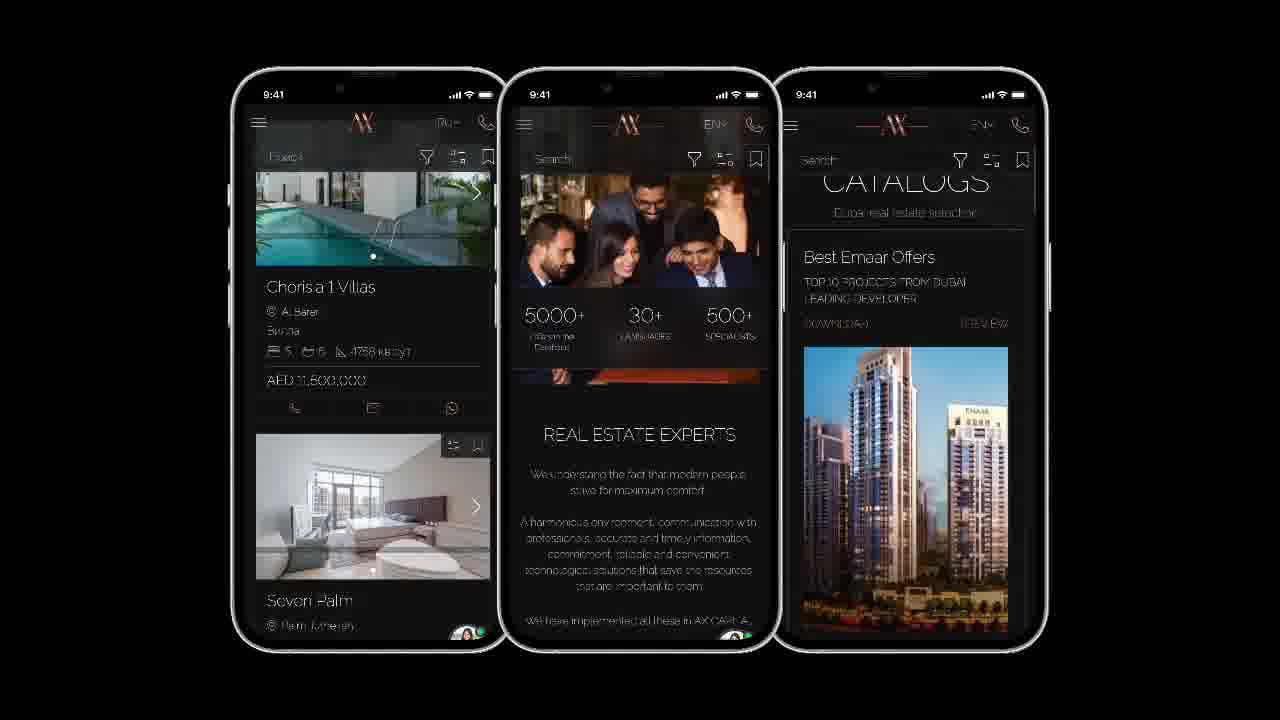 9:41
RU
Поиск
Choris a 1 Villas
Al Barari
Вилла
5 6 4768 кв.фут
AED 11,500,000
Seven Palm
Palm Jumeirah
9:41
AX
EN
Search
5000+
30+
500+
LANGUAGES
SPECIALISTS
REAL ESTATE EXPERTS
We understand the fact that modern people
strive for maximum comfort.
A harmonious environment, communication with
professionals, accurate and timely information,
commitment, reliable and convenient
technological solutions that save the resources
that are important to them.
We have implemented all these in AX CAPITAL.
9:41
AX
EN
Search
CATALOGS
Dubai real estate selection
Best Emaar Offers
TOP 10 PROJECTS FROM DUBAI
LEADING DEVELOPER
DOWNLOAD PREVIEW
EMAAR